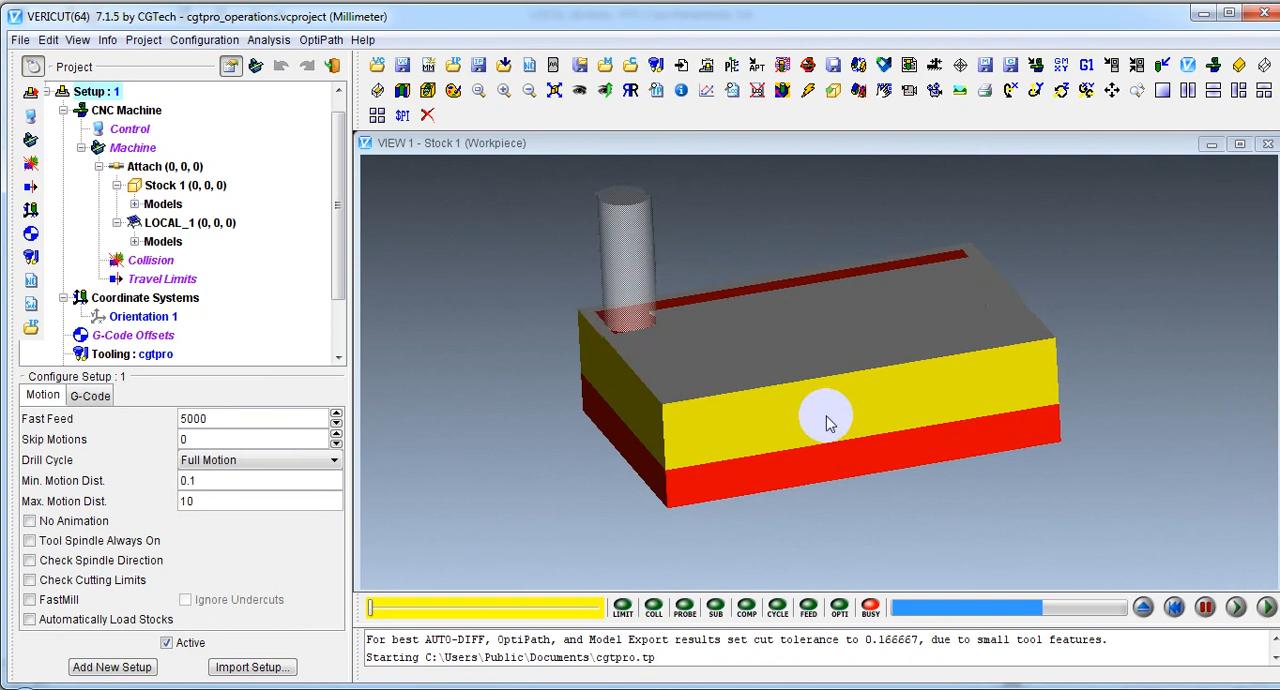 VERICUT(64) 7.1.5 by CGTech - cgtpro_operations.vcproject (Millimeter)
File Edit View Info Project Configuration Analysis OptiPath Help
Project
Setup : 1
CNC Machine
Control
Machine
Attach (0, 0, 0)
Stock 1 (0, 0, 0)
Models
LOCAL_1 (0, 0, 0)
Models
Collision
Travel Limits
Coordinate Systems
Orientation 1
G-Code Offsets
Tooling : cgtpro
Configure Setup : 1
Motion G-Code
Fast Feed 5000
Skip Motions 0
Drill Cycle Full Motion
Min. Motion Dist. 0.1
Max. Motion Dist. 10
No Animation
Tool Spindle Always On
Check Spindle Direction
Check Cutting Limits
FastMill Ignore Undercuts
Automatically Load Stocks
Active
Add New Setup Import Setup...
VIEW 1 - Stock 1 (Workpiece)
LIMIT COLL PROBE SUB COMP CYCLE FEED OPTI BUSY
For best AUTO-DIFF, OptiPath, and Model Export results set cut tolerance to 0.166667, due to small tool features.
Starting C:\Users\Public\Documents\cgtpro.tp